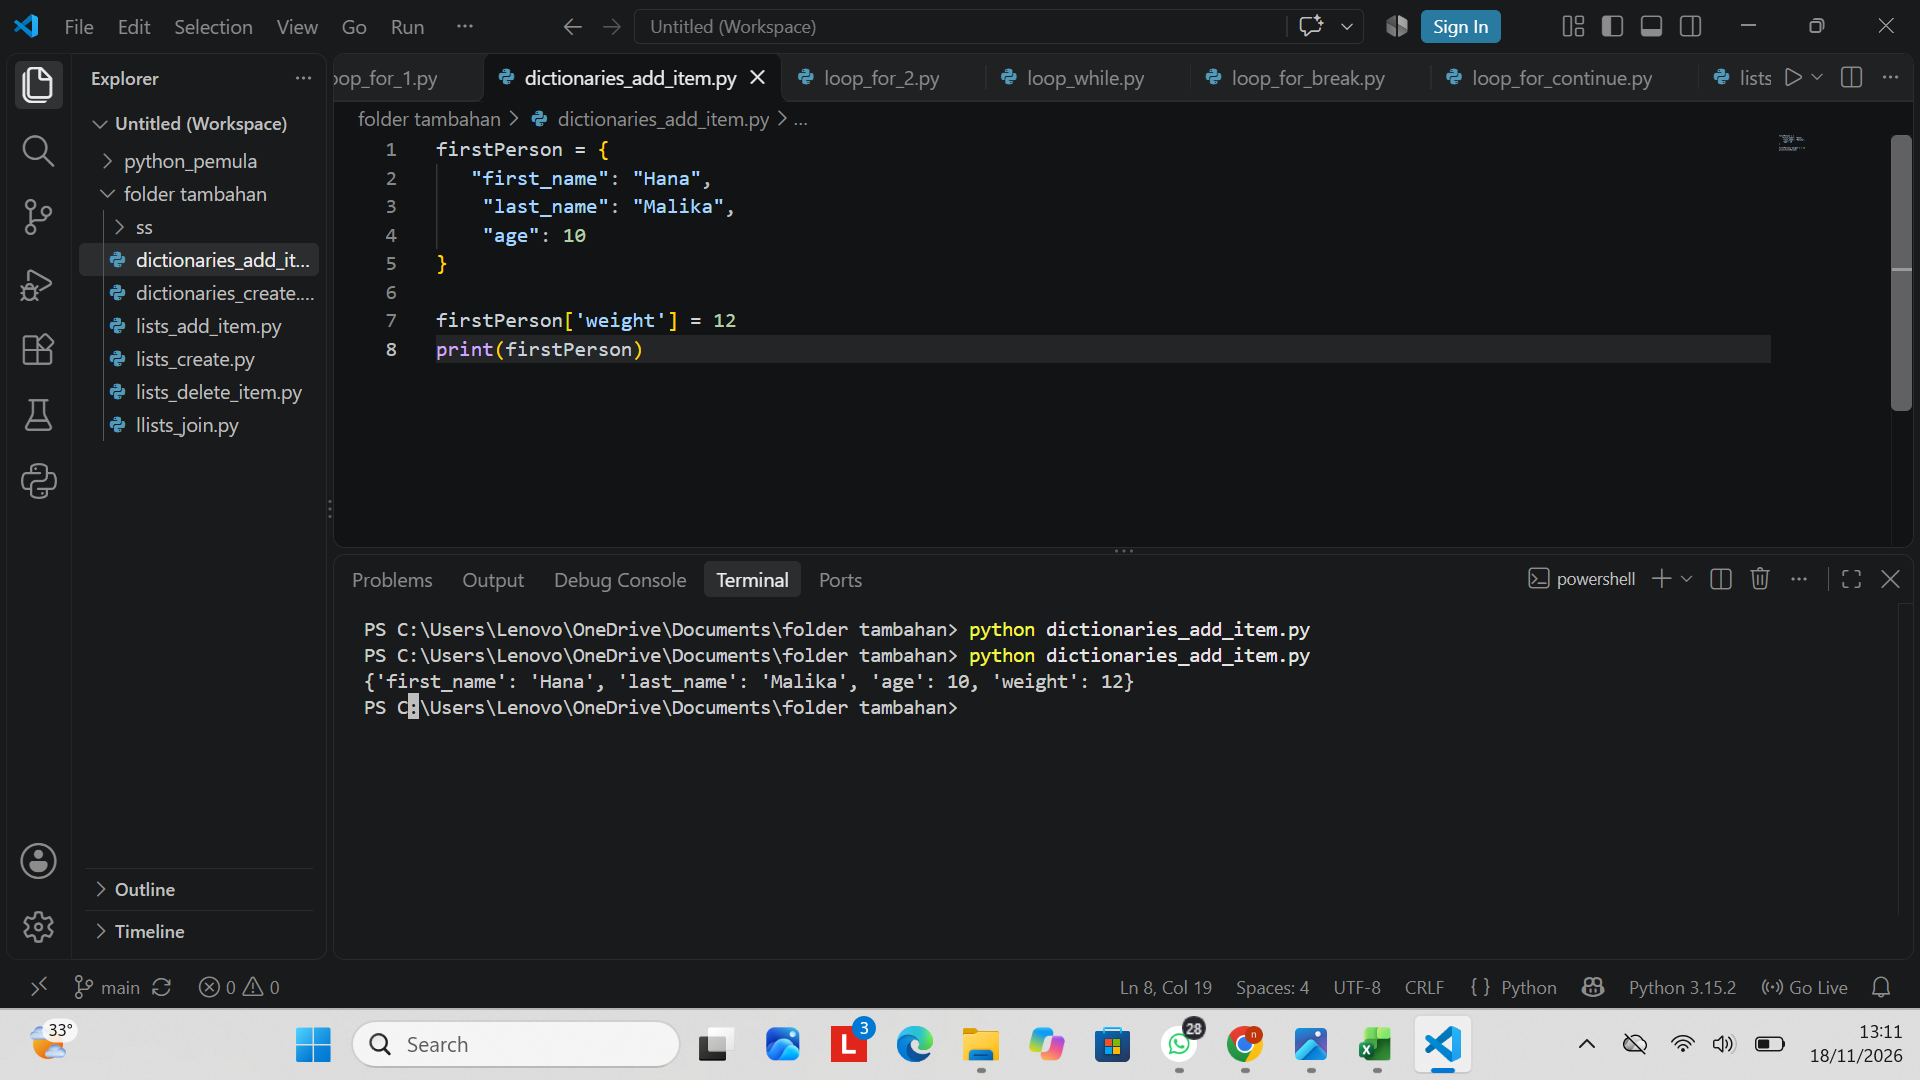 File Edit Selection View Go Run ... Untitled (Workspace) Sign In
Explorer ...
Untitled (Workspace)
python_pemula
folder tambahan
ss
dictionaries_add_it...
dictionaries_create....
lists_add_item.py
lists_create.py
lists_delete_item.py
llists_join.py
Outline
Timeline
oop_for_1.py dictionaries_add_item.py loop_for_2.py loop_while.py loop_for_break.py loop_for_continue.py lists ...
folder tambahan > dictionaries_add_item.py > ...
1 firstPerson = {
2 "first_name": "Hana",
3 "last_name": "Malika",
4 "age": 10
5 }
6
7 firstPerson['weight'] = 12
8 print(firstPerson)
Problems Output Debug Console Terminal Ports powershell ...
PS C:\Users\Lenovo\OneDrive\Documents\folder tambahan> python dictionaries_add_item.py
PS C:\Users\Lenovo\OneDrive\Documents\folder tambahan> python dictionaries_add_item.py
{'first_name': 'Hana', 'last_name': 'Malika', 'age': 10, 'weight': 12}
PS C:\Users\Lenovo\OneDrive\Documents\folder tambahan>
main 0 0 Ln 8, Col 19 Spaces: 4 UTF-8 CRLF { } Python Python 3.15.2 Go Live
33° Search L 3 28 n X 13:11
18/11/2026